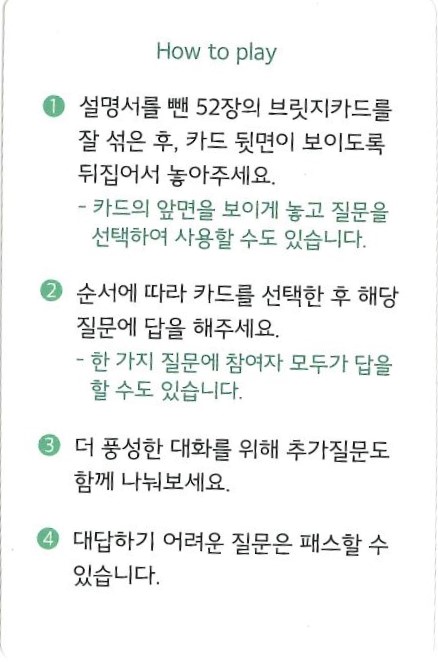 How to play
1 설명서를 뺀 52장의 브릿지카드를
잘 섞은 후, 카드 뒷면이 보이도록
뒤집어서 놓아주세요.
- 카드의 앞면을 보이게 놓고 질문을
선택하여 사용할 수도 있습니다.
2 순서에 따라 카드를 선택한 후 해당
질문에 답을 해주세요.
- 한 가지 질문에 참여자 모두가 답을
할 수도 있습니다.
3 더 풍성한 대화를 위해 추가질문도
함께 나눠보세요.
4 대답하기 어려운 질문은 패스할 수
있습니다.